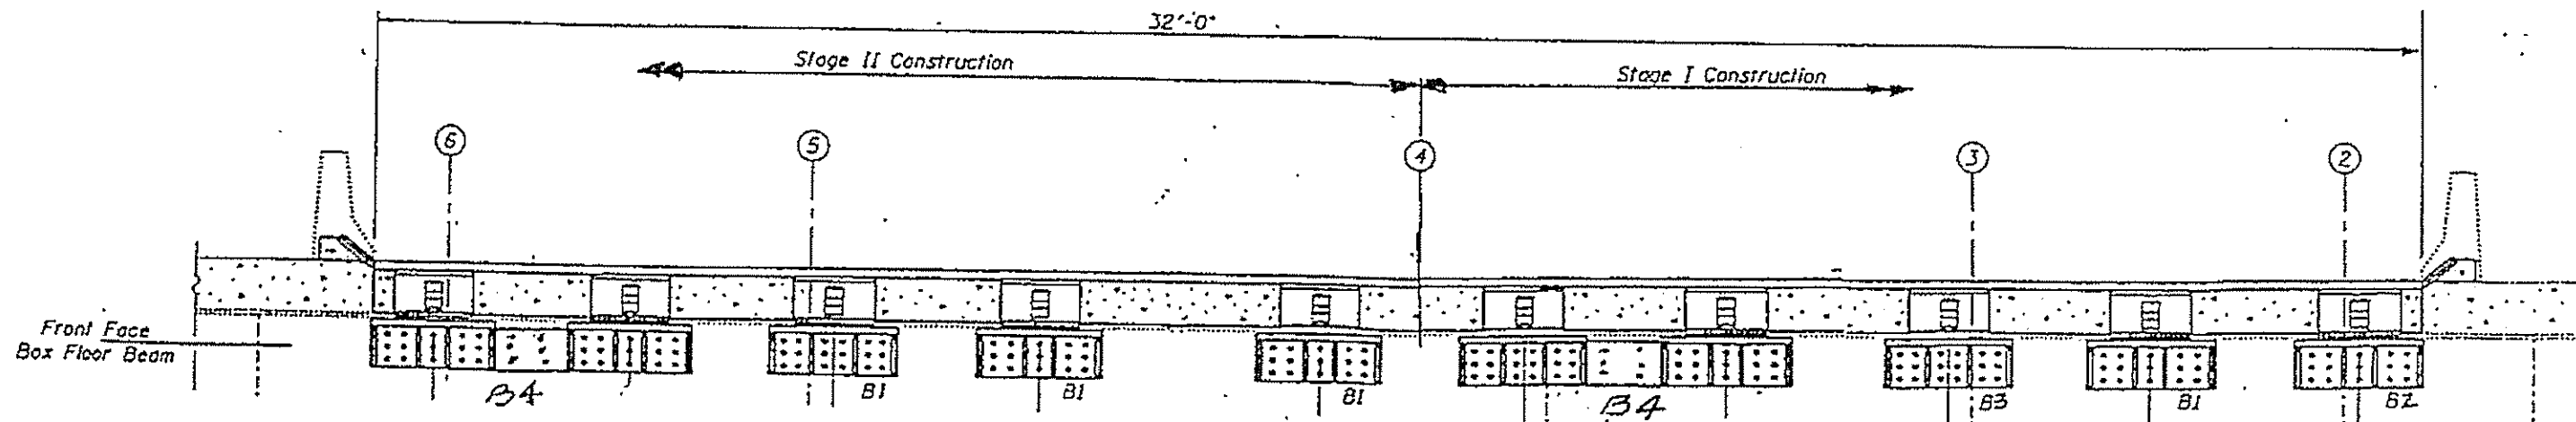 32'-0"
Stage II Construction
Stage I Construction
6 5 4 3 2
Front Face
Box Floor Beam
B4 B1 B1 B1 B4 B3 B1 B2